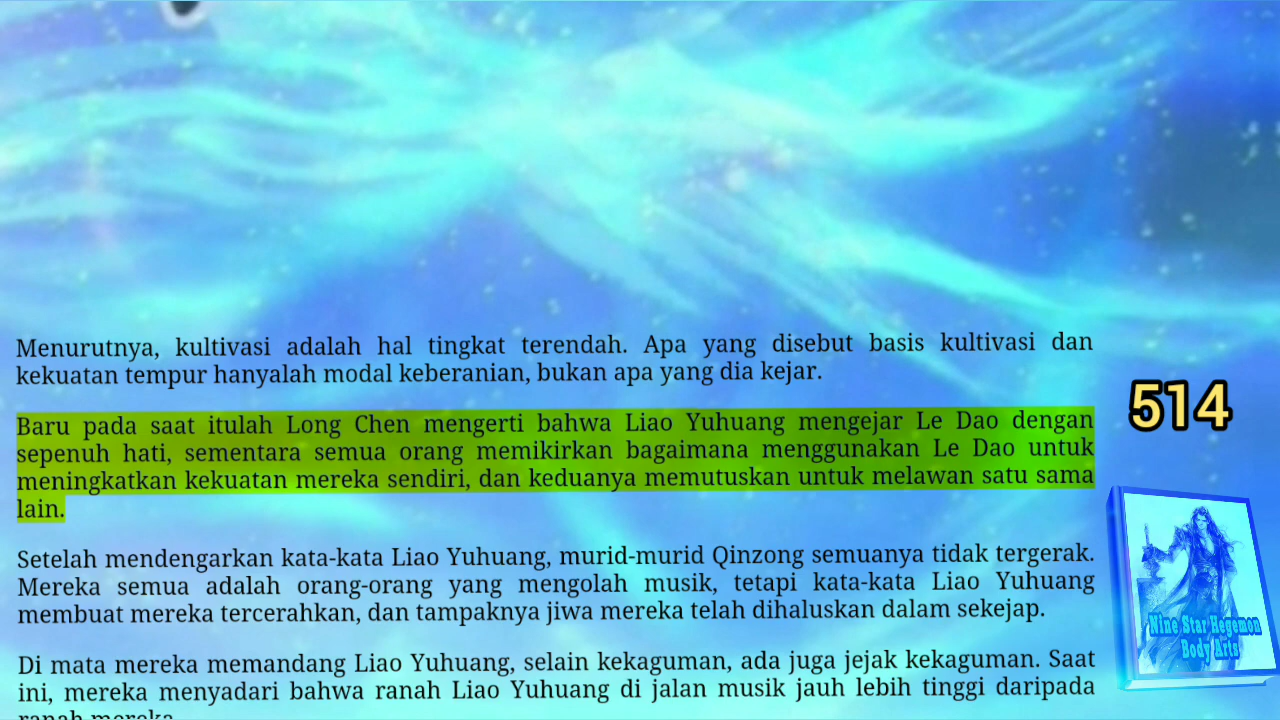 Menurutnya, kultivasi adalah hal tingkat terendah. Apa yang disebut basis kultivasi dan
kekuatan tempur hanyalah modal keberanian, bukan apa yang dia kejar.
Baru pada saat itulah Long Chen mengerti bahwa Liao Yuhuang mengejar Le Dao dengan
sepenuh hati, sementara semua orang memikirkan bagaimana menggunakan Le Dao untuk
meningkatkan kekuatan mereka sendiri, dan keduanya memutuskan untuk melawan satu sama
lain.
Setelah mendengarkan kata-kata Liao Yuhuang, murid-murid Qinzong semuanya tidak tergerak.
Mereka semua adalah orang-orang yang mengolah musik, tetapi kata-kata Liao Yuhuang
membuat mereka tercerahkan, dan tampaknya jiwa mereka telah dihaluskan dalam sekejap.
Di mata mereka memandang Liao Yuhuang, selain kekaguman, ada juga jejak kekaguman. Saat
ini, mereka menyadari bahwa ranah Liao Yuhuang di jalan musik jauh lebih tinggi daripada
ranah mereka.
514
Nine Star Hegemon
Body Arts